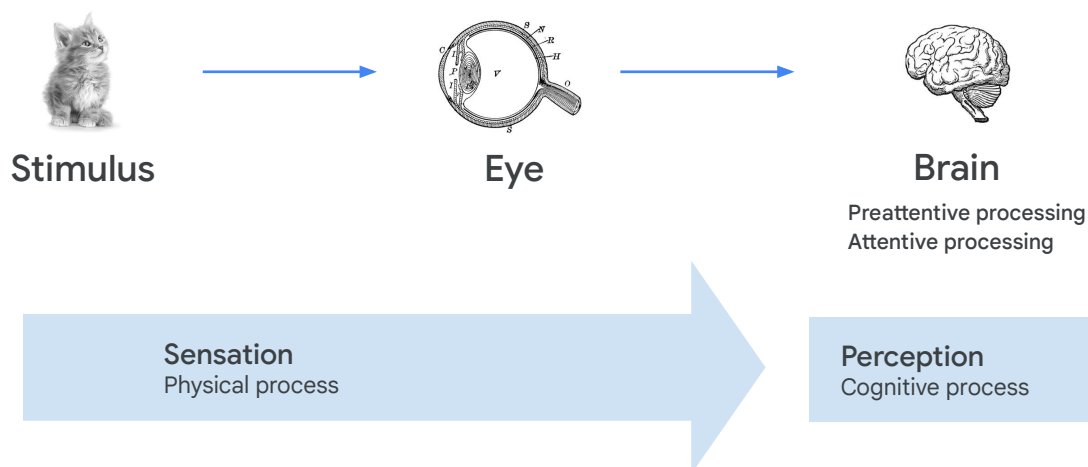 C
I
P
I
V
S
N
R
H
O
S
Stimulus
Eye
Brain
Preattentive processing
Attentive processing
Sensation
Physical process
Perception
Cognitive process